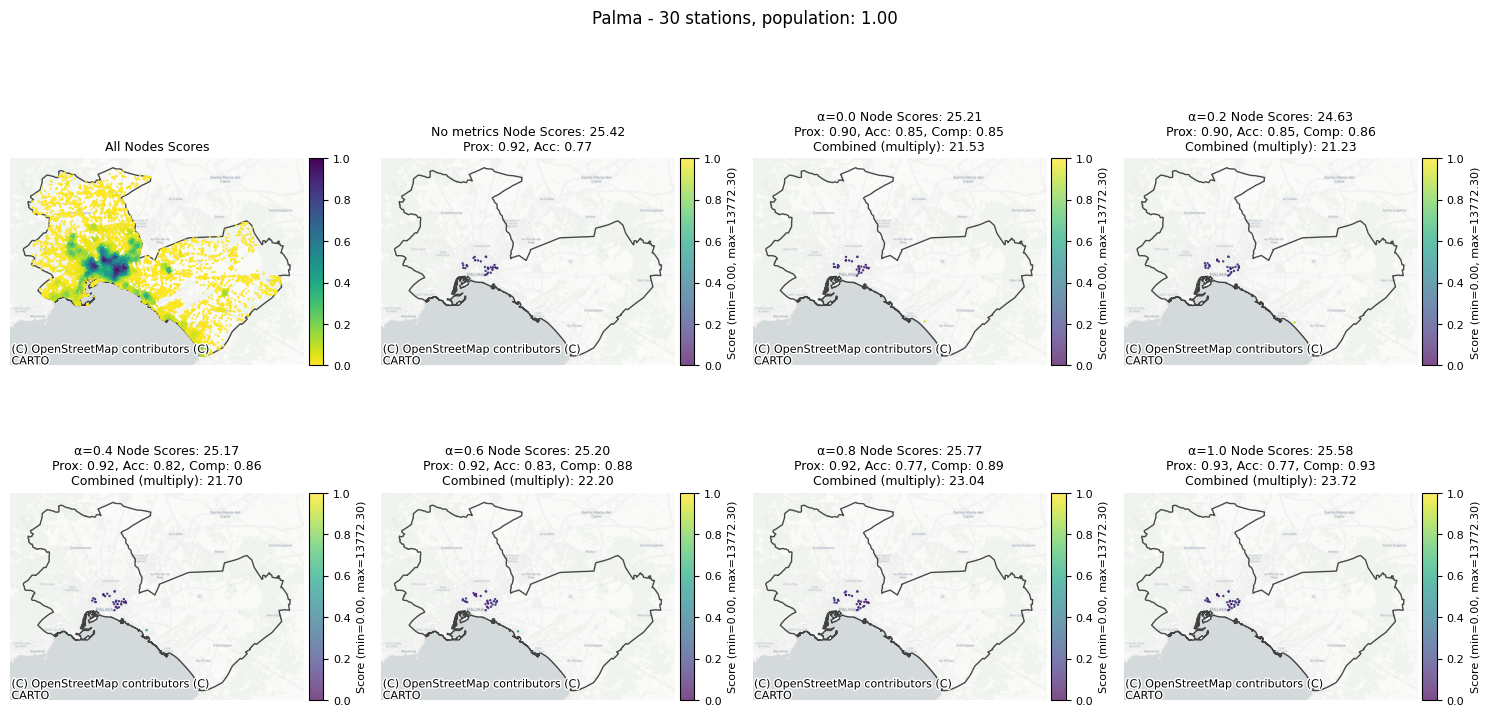 Palma - 30 stations, population: 1.00
All Nodes Scores
1.0
0.8
0.6
0.4
0.2
0.0
(C) OpenStreetMap contributors (C)
CARTO
No metrics Node Scores: 25.42
Prox: 0.92, Acc: 0.77
PALMA
1.0
0.8
0.6
0.4
0.2
0.0
Score (min=0.00, max=13772.30)
(C) OpenStreetMap contributors (C)
CARTO
α=0.0 Node Scores: 25.21
Prox: 0.90, Acc: 0.85, Comp: 0.85
Combined (multiply): 21.53
PALMA
1.0
0.8
0.6
0.4
0.2
0.0
Score (min=0.00, max=13772.30)
(C) OpenStreetMap contributors (C)
CARTO
α=0.2 Node Scores: 24.63
Prox: 0.90, Acc: 0.85, Comp: 0.86
Combined (multiply): 21.23
PALMA
1.0
0.8
0.6
0.4
0.2
0.0
Score (min=0.00, max=13772.30)
(C) OpenStreetMap contributors (C)
CARTO
α=0.4 Node Scores: 25.17
Prox: 0.92, Acc: 0.82, Comp: 0.86
Combined (multiply): 21.70
PALMA
1.0
0.8
0.6
0.4
0.2
0.0
Score (min=0.00, max=13772.30)
(C) OpenStreetMap contributors (C)
CARTO
α=0.6 Node Scores: 25.20
Prox: 0.92, Acc: 0.83, Comp: 0.88
Combined (multiply): 22.20
PALMA
1.0
0.8
0.6
0.4
0.2
0.0
Score (min=0.00, max=13772.30)
(C) OpenStreetMap contributors (C)
CARTO
α=0.8 Node Scores: 25.77
Prox: 0.92, Acc: 0.77, Comp: 0.89
Combined (multiply): 23.04
PALMA
1.0
0.8
0.6
0.4
0.2
0.0
Score (min=0.00, max=13772.30)
(C) OpenStreetMap contributors (C)
CARTO
α=1.0 Node Scores: 25.58
Prox: 0.93, Acc: 0.77, Comp: 0.93
Combined (multiply): 23.72
PALMA
1.0
0.8
0.6
0.4
0.2
0.0
Score (min=0.00, max=13772.30)
(C) OpenStreetMap contributors (C)
CARTO